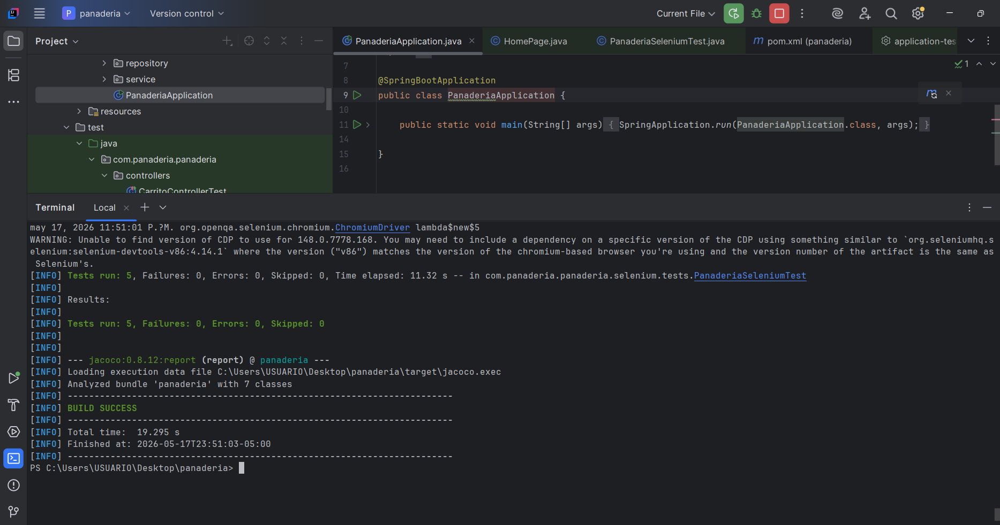 P panaderia Version control Current File
Project
PanaderiaApplication.java HomePage.java PanaderiaSeleniumTest.java m pom.xml (panaderia) application-tes
repository
service
PanaderiaApplication
resources
test
java
com.panaderia.panaderia
controllers
CarritoControllerTest
7
8 @SpringBootApplication
9 public class PanaderiaApplication {
10
11 public static void main(String[] args) { SpringApplication.run(PanaderiaApplication.class, args); }
14
15 }
16
1
Terminal Local
may 17, 2026 11:51:01 P.?M. org.openqa.selenium.chromium.ChromiumDriver lambda$new$5
WARNING: Unable to find version of CDP to use for 148.0.7778.168. You may need to include a dependency on a specific version of the CDP using something similar to `org.seleniumhq.s
elenium:selenium-devtools-v86:4.14.1` where the version ("v86") matches the version of the chromium-based browser you're using and the version number of the artifact is the same as
Selenium's.
[INFO] Tests run: 5, Failures: 0, Errors: 0, Skipped: 0, Time elapsed: 11.32 s -- in com.panaderia.panaderia.selenium.tests.PanaderiaSeleniumTest
[INFO]
[INFO] Results:
[INFO]
[INFO] Tests run: 5, Failures: 0, Errors: 0, Skipped: 0
[INFO]
[INFO]
[INFO] --- jacoco:0.8.12:report (report) @ panaderia ---
[INFO] Loading execution data file C:\Users\USUARIO\Desktop\panaderia\target\jacoco.exec
[INFO] Analyzed bundle 'panaderia' with 7 classes
[INFO] ------------------------------------------------------------------------
[INFO] BUILD SUCCESS
[INFO] ------------------------------------------------------------------------
[INFO] Total time:  19.295 s
[INFO] Finished at: 2026-05-17T23:51:03-05:00
[INFO] ------------------------------------------------------------------------
PS C:\Users\USUARIO\Desktop\panaderia>